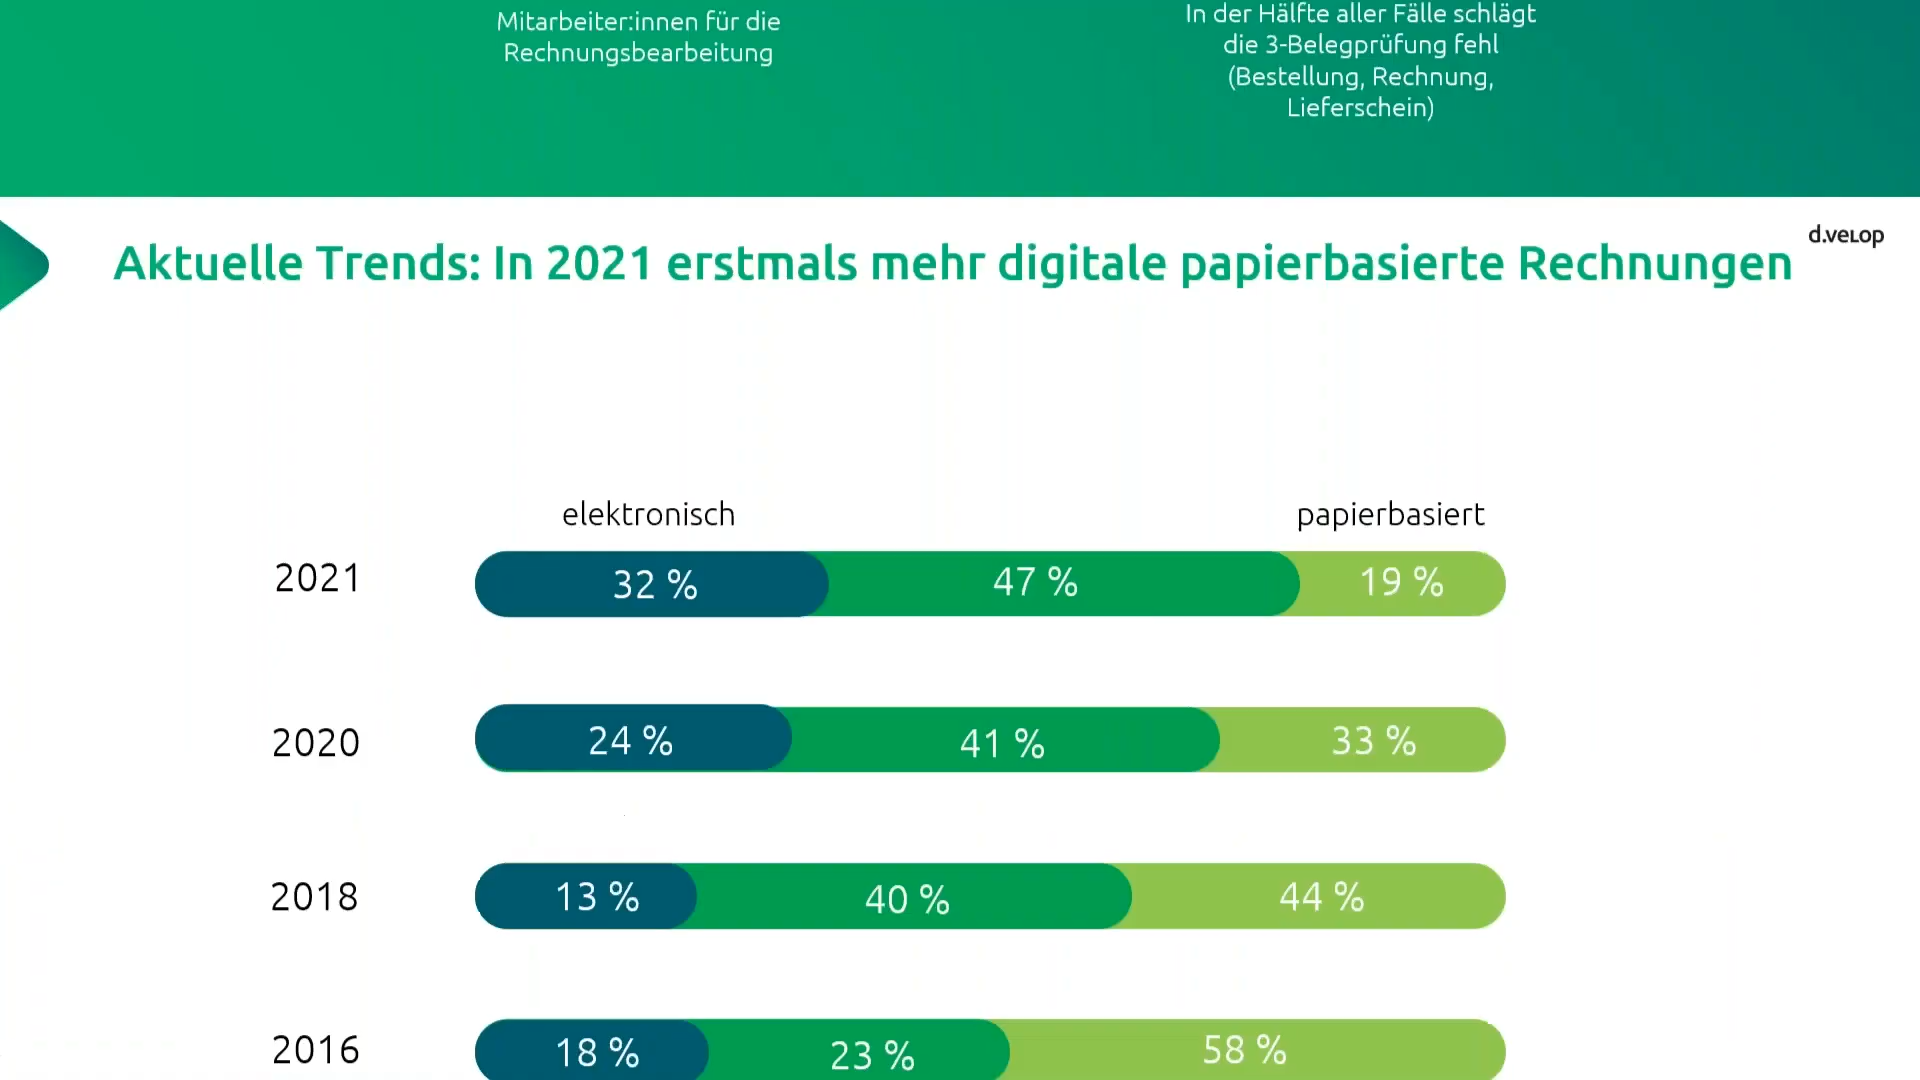 Mitarbeiter:innen für die
Rechnungsbearbeitung
In der Hälfte aller Fälle schlägt
die 3-Belegprüfung fehl
(Bestellung, Rechnung,
Lieferschein)
d.velop
Aktuelle Trends: In 2021 erstmals mehr digitale papierbasierte Rechnungen
elektronisch papierbasiert
2021 32 % 47 % 19 %
2020 24 % 41 % 33 %
2018 13 % 40 % 44 %
2016 18 % 23 % 58 %